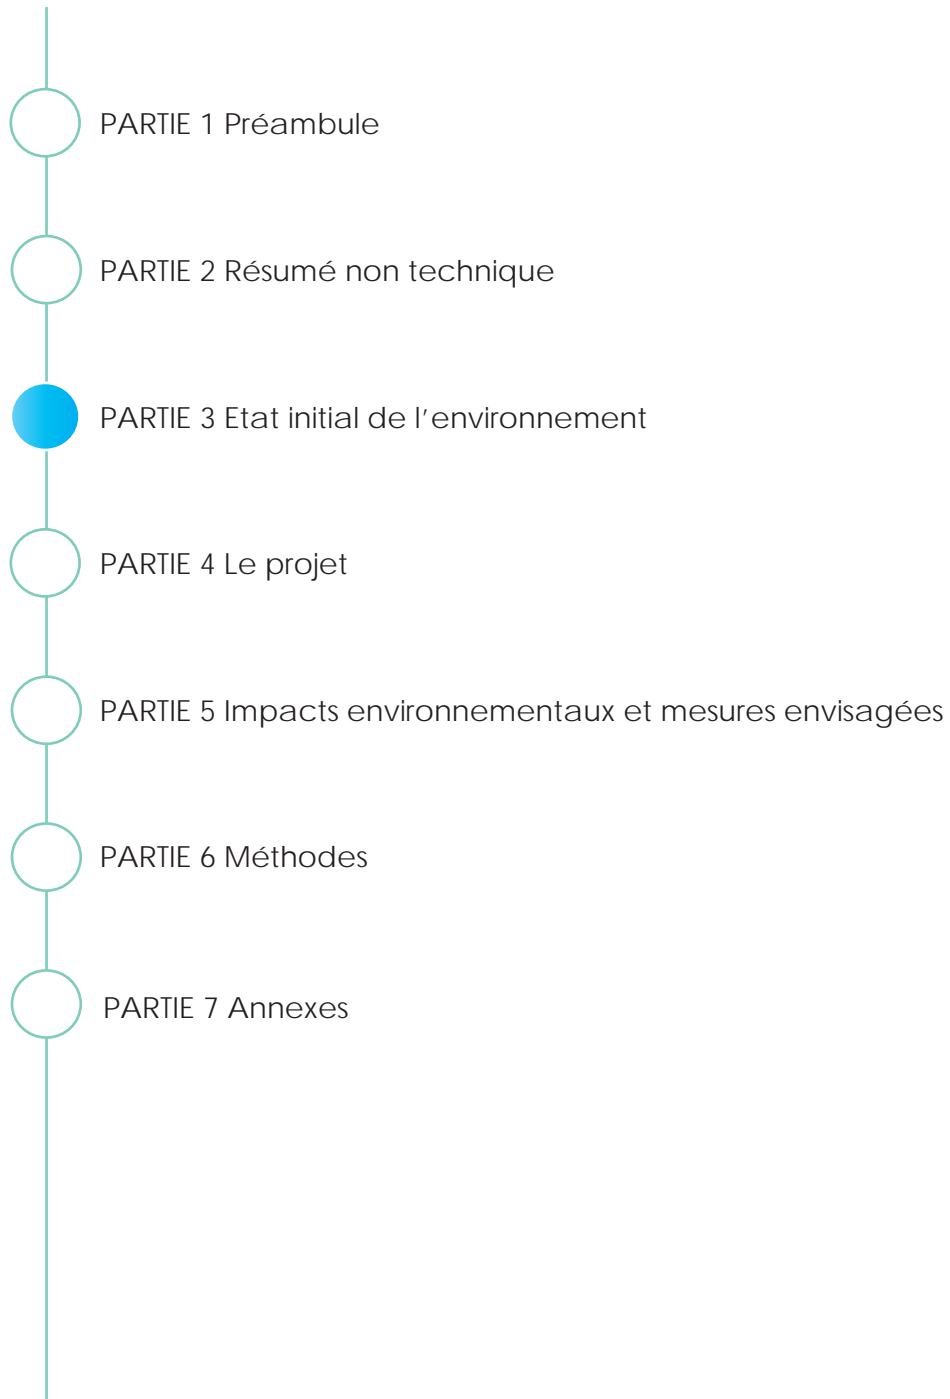 PARTIE 1 Préambule
PARTIE 2 Résumé non technique
PARTIE 3 Etat initial de l’environnement
PARTIE 4 Le projet
PARTIE 5 Impacts environnementaux et mesures envisagées
PARTIE 6 Méthodes
PARTIE 7 Annexes